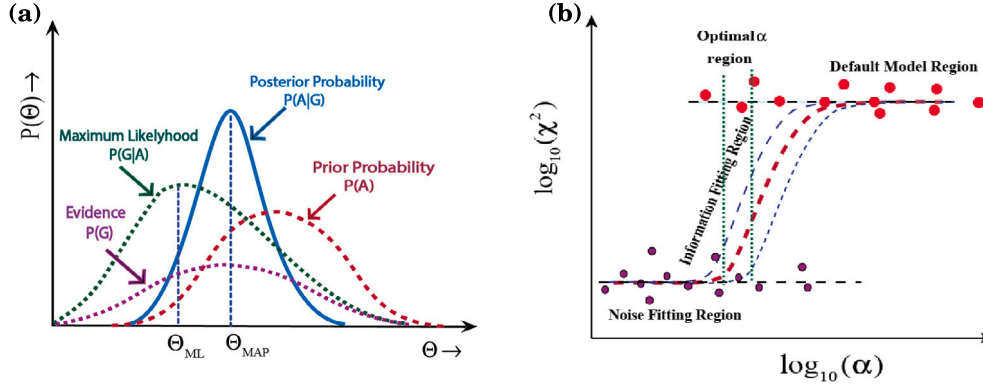 (a)
P(Θ) →
Posterior Probability
P(A|G)
Maximum Likelyhood
P(G|A)
Prior Probability
P(A)
Evidence
P(G)
Θ_ML
Θ_MAP
Θ →
(b)
Optimal α
region
Default Model Region
log₁₀(χ²)
Information Fitting Region
Noise Fitting Region
log₁₀(α)